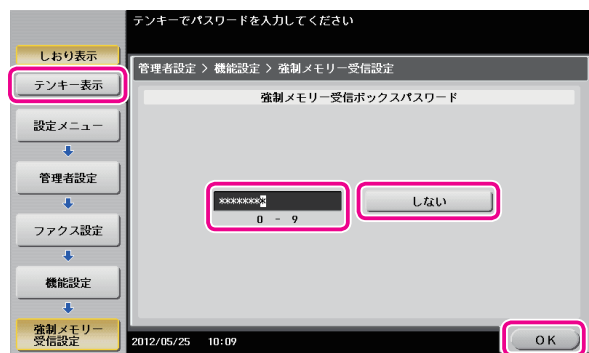 テンキーでパスワードを入力してください
しおり表示
テンキー表示
設定メニュー
管理者設定
ファクス設定
機能設定
強制メモリー
受信設定
管理者設定 > 機能設定 > 強制メモリー受信設定
強制メモリー受信ボックスパスワード
********
0 - 9
しない
2012/05/25 10:09
OK